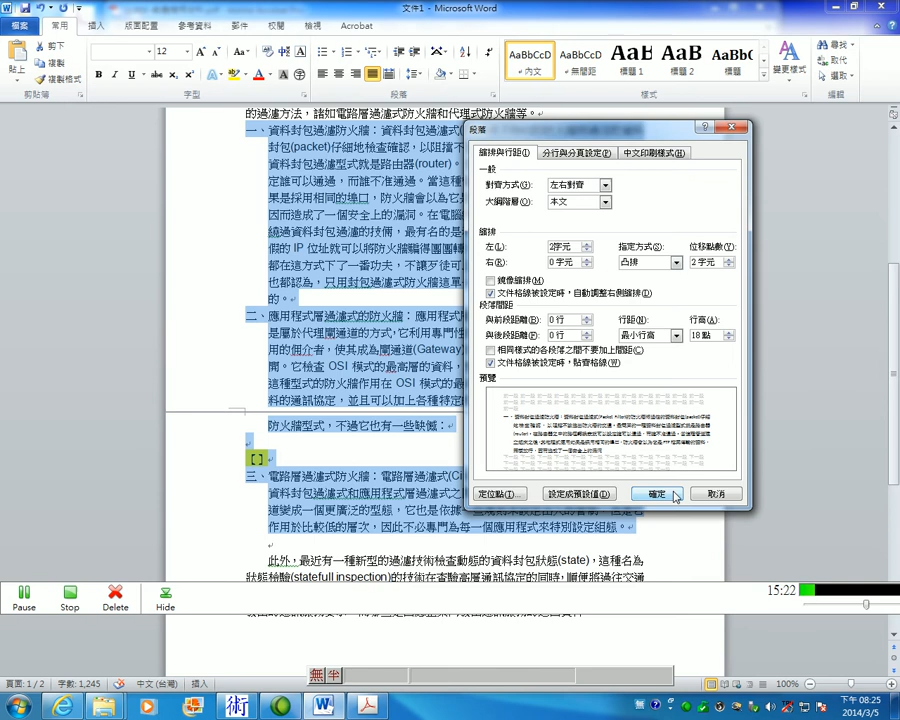 文件1 - Microsoft Word
檔案 常用 插入 版面配置 參考資料 郵件 校閱 檢視 Acrobat
貼上 剪下 複製 複製格式
12
AaBbCcD AaBbCcD AaBb AaB AaBbC
內文 無間距 標題 1 標題 2 標題
變更樣式
尋找 取代 選取
剪貼簿 字型 段落 樣式 編輯
的過濾方法，諸如電路層過濾式防火牆和代理式防火牆等。
一、資料封包過濾防火牆：資料封包過濾式
封包(packet)仔細地檢查確認，以阻擋不
資料封包過濾型式就是路由器(router)。
定誰可以通過，而誰不准通過。當這種
果是採用相同的埠口，防火牆會以為它是
因而造成了一個安全上的漏洞。在電腦
繞過資料封包過濾的技倆，最有名的是
假的 IP 位址就可以將防火牆騙得團團轉
都在這方式下了一番功夫，不讓歹徒可
也都認為，只用封包過濾式防火牆這單
的。
二、應用程式層過濾式的防火牆：應用程式
是屬於代理閘通道的方式，它利用專門性
用的佣介者，使其成為閘通道(Gateway)
開。它檢查 OSI 模式的最高層的資料，
這種型式的防火牆作用在 OSI 模式的最
料的通訊協定，並且可以加上各種特定
防火牆型式，不過它也有一些缺憾：
[ ]
三、電路層過濾式防火牆：電路層過濾式(Ci
資料封包過濾式和應用程式層過濾式之
道變成一個更廣泛的型態，它也是依據一
作用於比較低的層次，因此不必專門為每一個應用程式來特別設定組態。
此外，最近有一種新型的過濾技術檢查動態的資料封包狀態(state)，這種名為
狀態檢驗(statefull inspection)的技術在查驗高層通訊協定的同時，順便將過往交通
段落
縮排與行距(I) 分行與分頁設定(P) 中文印刷樣式(H)
一般
對齊方式(G): 左右對齊
大綱階層(O): 本文
縮排
左(L): 2字元 指定方式(S): 位移點數(Y):
右(R): 0 字元 凸排 2 字元
鏡像縮排(M)
文件格線被設定時，自動調整右側縮排(D)
段落間距
與前段距離(B): 0 行 行距(N): 行高(A):
與後段距離(F): 0 行 最小行高 18 點
相同樣式的各段落之間不要加上間距(C)
文件格線被設定時，貼齊格線(W)
預覽
定位點(T)... 設定成預設值(D) 確定 取消
Pause Stop Delete Hide
15:22
無 半
頁面: 1 / 2 字數: 1,245 中文 (台灣) 插入 100%
術
下午 08:25
2014/3/5